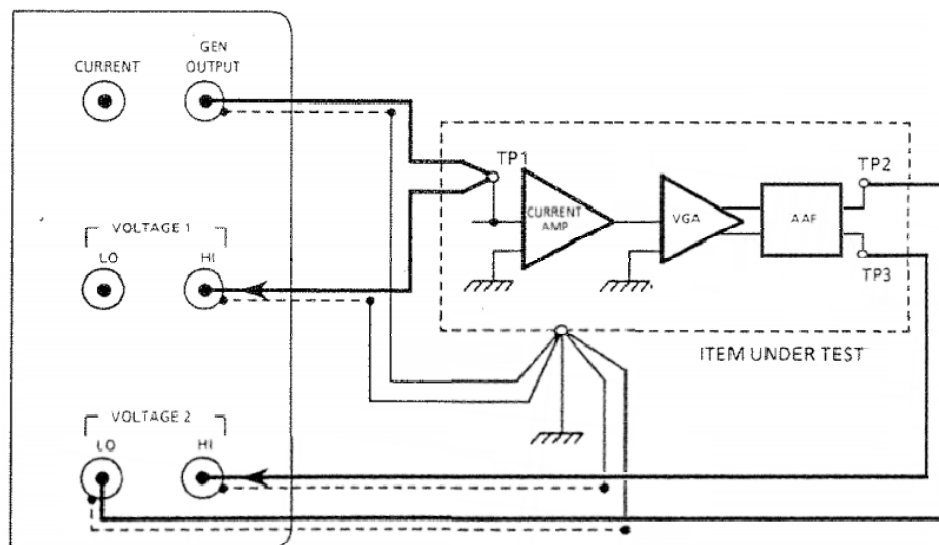 GEN
CURRENT OUTPUT
TP1
TP2
CURRENT
AMP
VGA
AAF
VOLTAGE 1
LO HI
TP3
ITEM UNDER TEST
VOLTAGE 2
LO HI